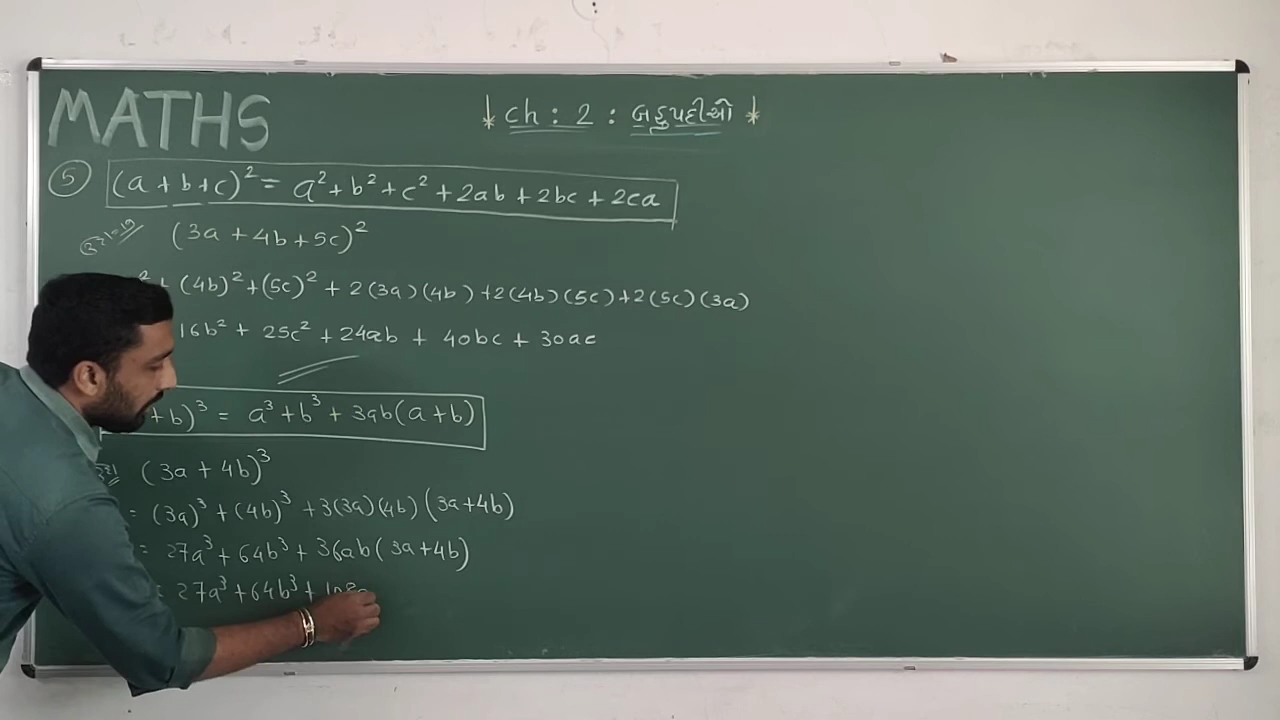 MATHS
ch : 2 : બહુપદીઓ
5 (a + b + c)² = a² + b² + c² + 2ab + 2bc + 2ca
(3a + 4b + 5c)²
² + (4b)² + (5c)² + 2(3a)(4b) + 2(4b)(5c) + 2(5c)(3a)
16b² + 25c² + 24ab + 40bc + 30ac
+ b)³ = a³ + b³ + 3ab(a + b)
(3a + 4b)³
= (3a)³ + (4b)³ + 3(3a)(4b)(3a + 4b)
= 27a³ + 64b³ + 36ab(3a + 4b)
= 27a³ + 64b³ + 108a